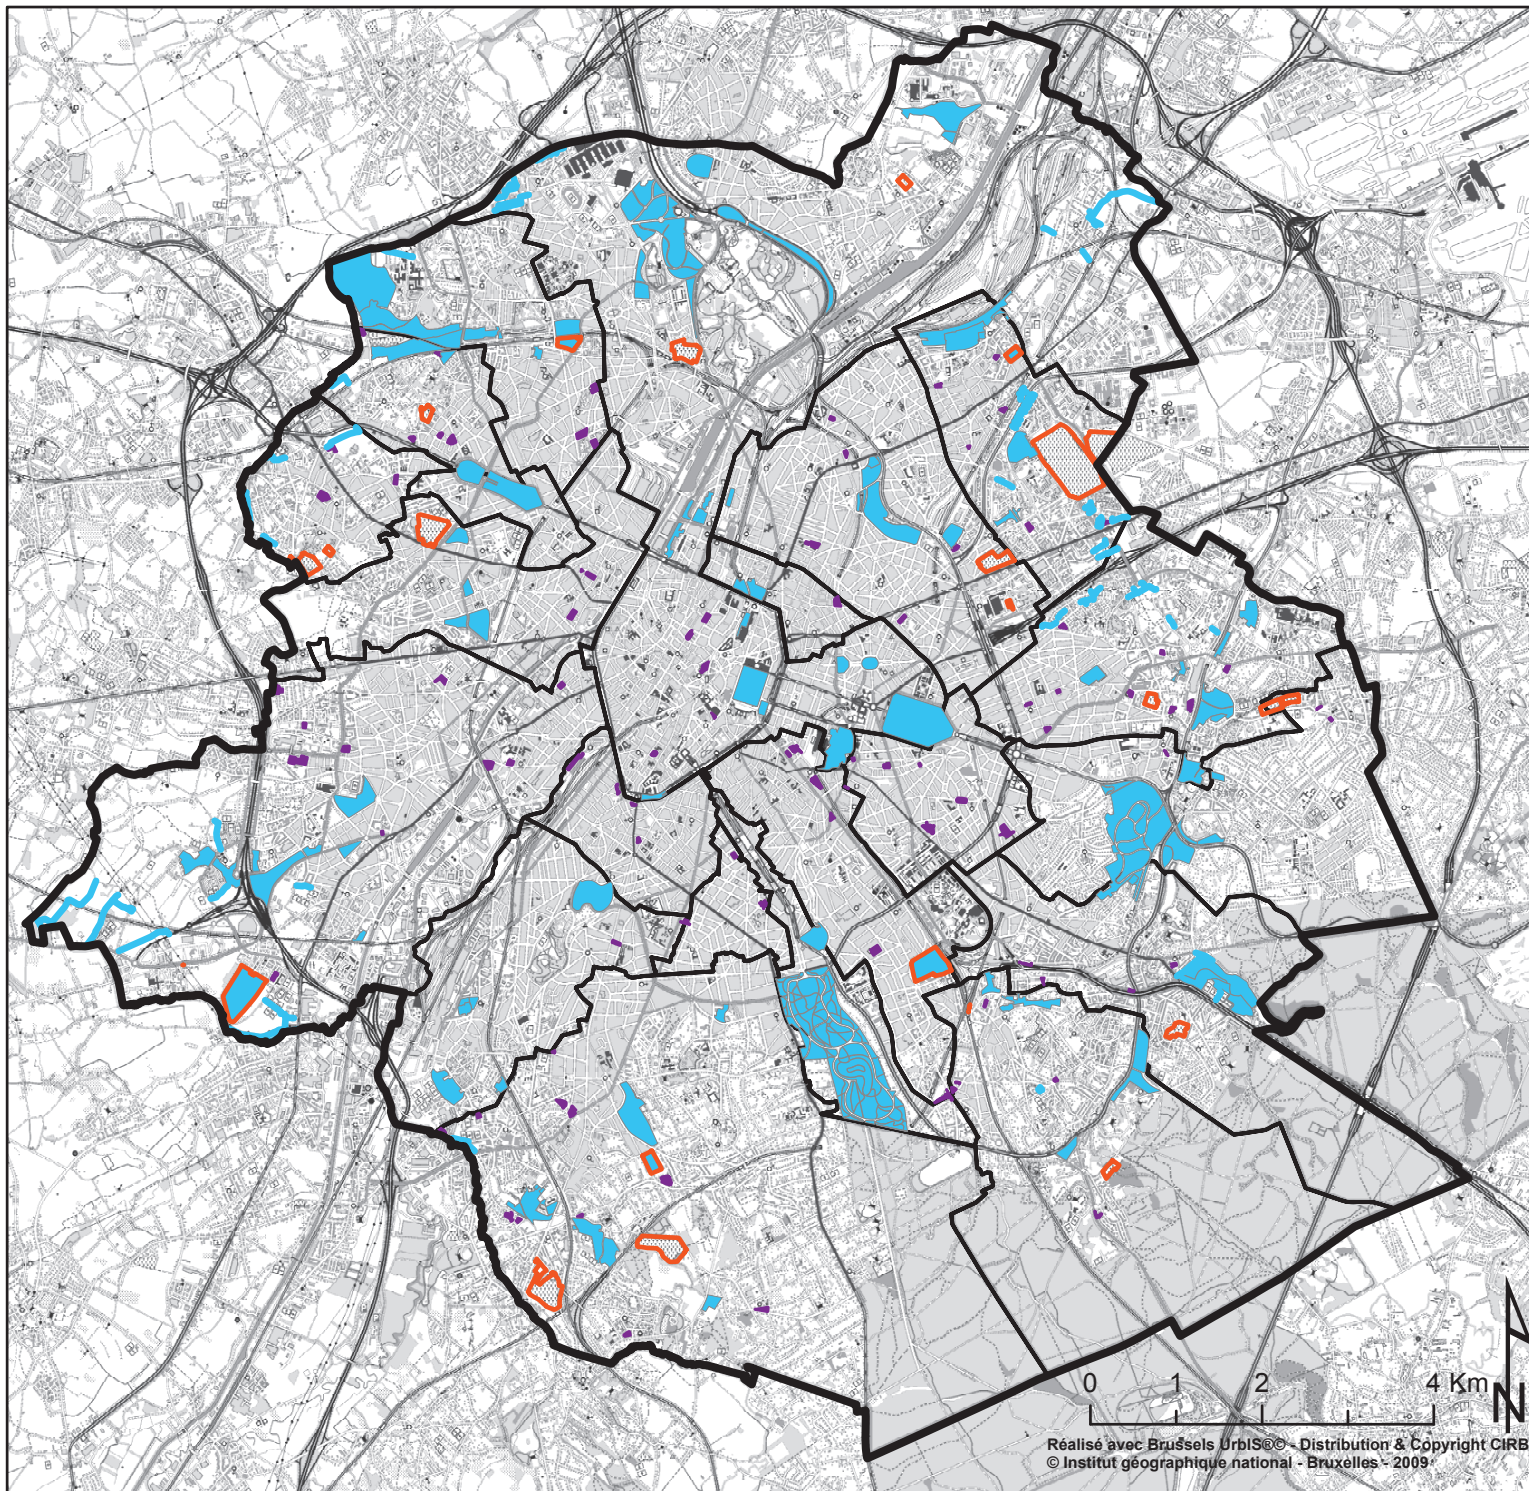 0 1 2 4 Km
N
Réalisé avec Brussels UrbIS®© - Distribution & Copyright CIRB
© Institut géographique national - Bruxelles - 2009